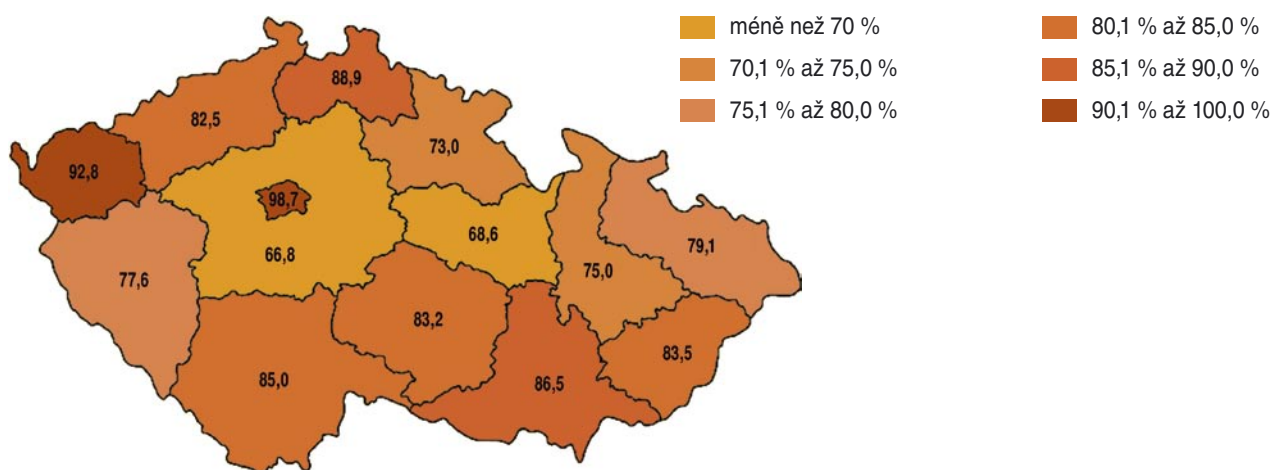 méně než 70 %
70,1 % až 75,0 %
75,1 % až 80,0 %
80,1 % až 85,0 %
85,1 % až 90,0 %
90,1 % až 100,0 %
88,9
82,5
73,0
92,8
98,7
68,6
79,1
66,8
77,6
75,0
83,2
83,5
85,0
86,5